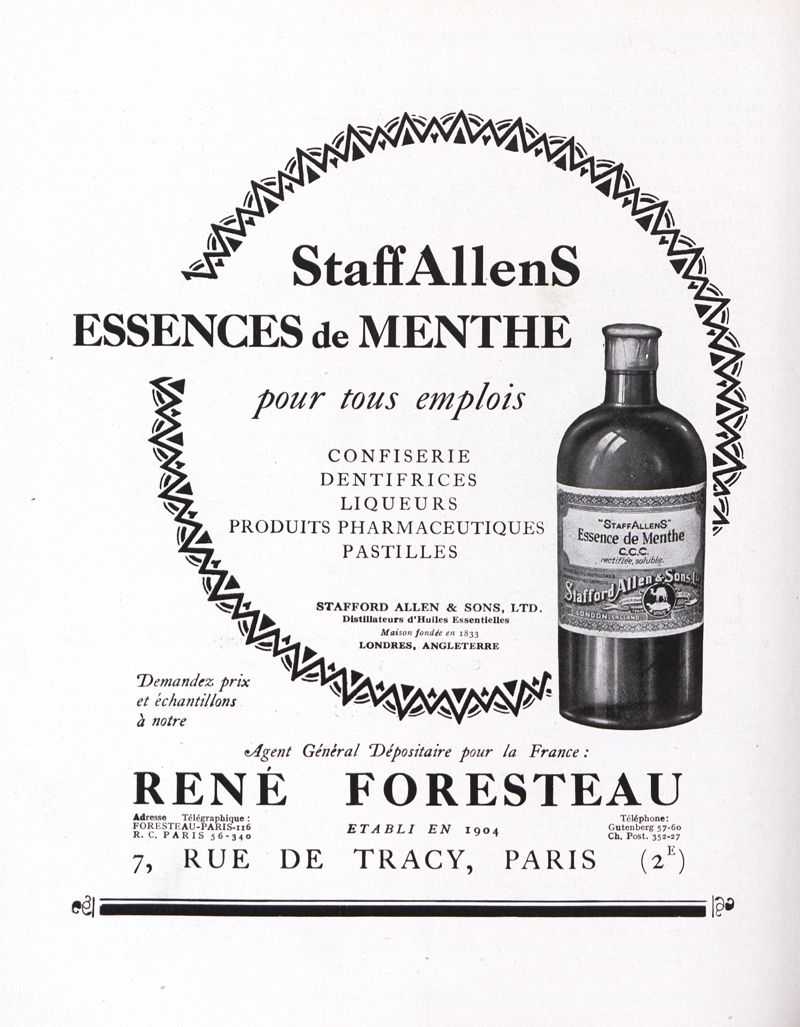 StaffAllenS
ESSENCES de MENTHE
pour tous emplois
CONFISERIE
DENTIFRICES
LIQUEURS
PRODUITS PHARMACEUTIQUES
PASTILLES
"STAFFALLENS"
Essence de Menthe
C.C.C.
rectifiée, soluble.
Stafford Allen & Sons, Ld
LONDON, ENGLAND
STAFFORD ALLEN & SONS, LTD.
Distillateurs d'Huiles Essentielles
Maison fondée en 1833
LONDRES, ANGLETERRE
Demandez prix
et échantillons
à notre
Agent Général Dépositaire pour la France :
RENÉ FORESTEAU
Adresse Télégraphique :
FORESTEAU-PARIS-116
R. C. PARIS 56-340
ETABLI EN 1904
Téléphone:
Gutenberg 57-60
Ch. Post. 352-27
7, RUE DE TRACY, PARIS (2E)